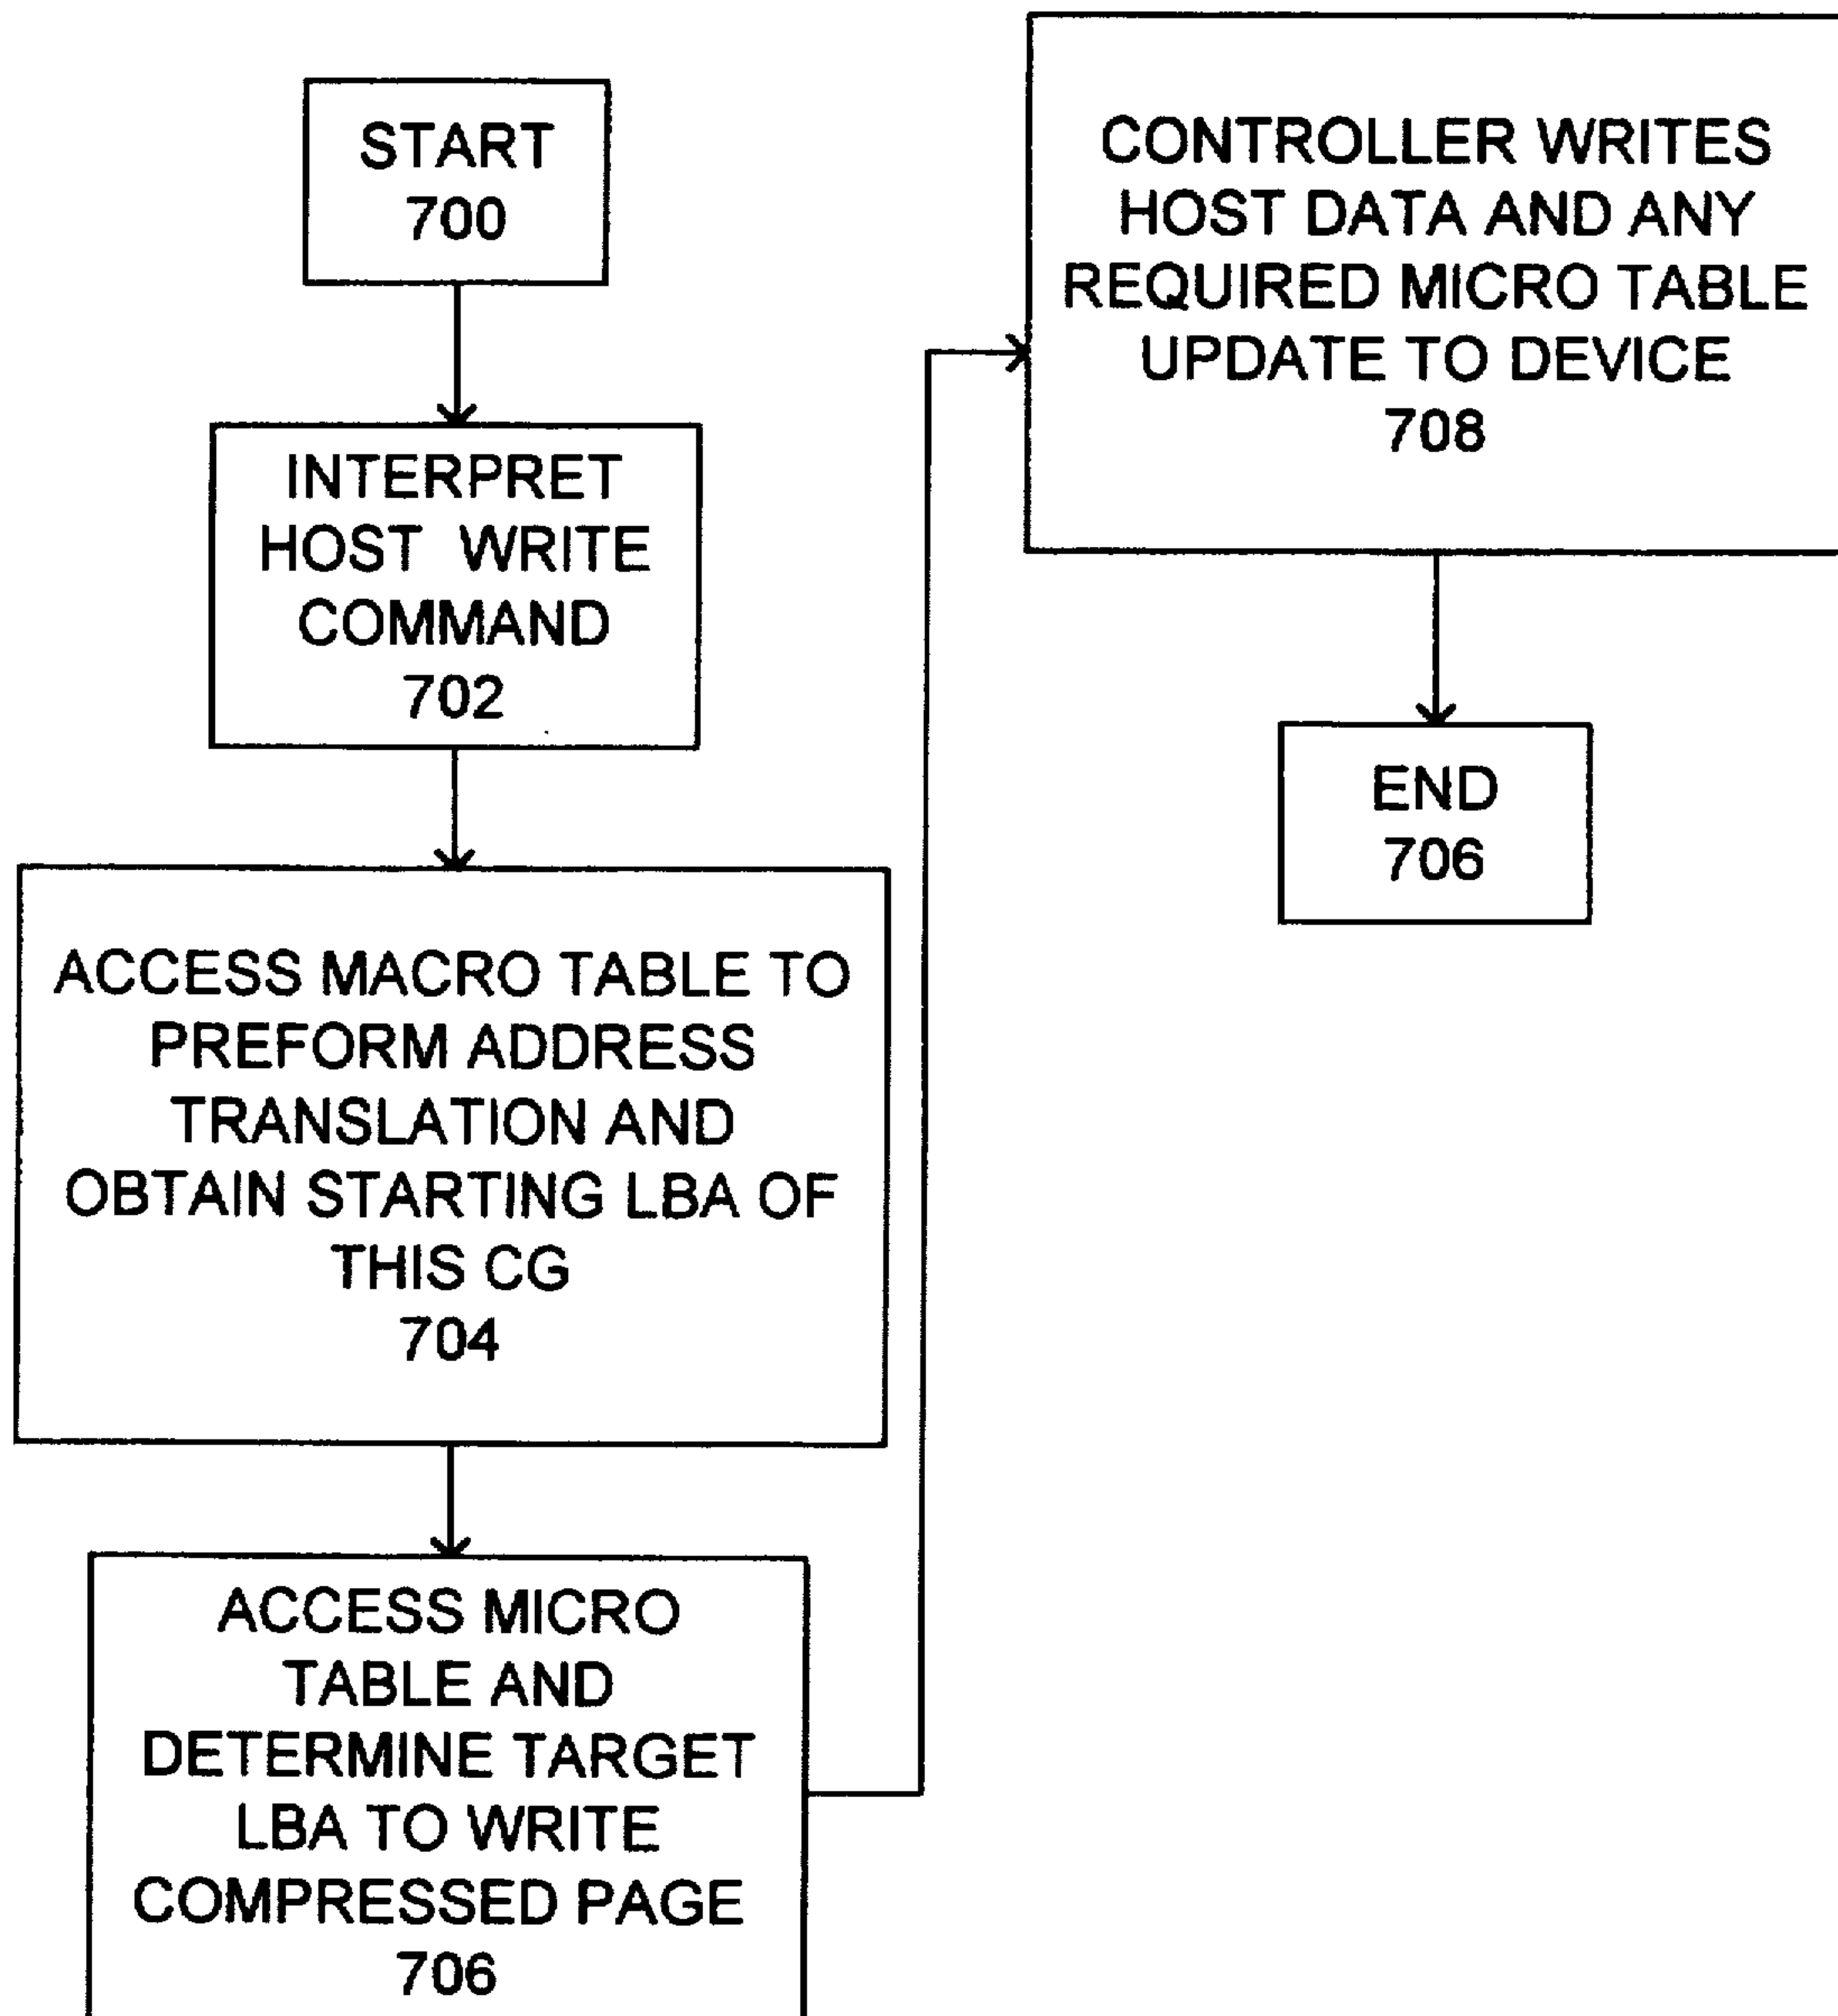 START
700
INTERPRET
HOST WRITE
COMMAND
702
ACCESS MACRO TABLE TO
PREFORM ADDRESS
TRANSLATION AND
OBTAIN STARTING LBA OF
THIS CG
704
ACCESS MICRO
TABLE AND
DETERMINE TARGET
LBA TO WRITE
COMPRESSED PAGE
706
CONTROLLER WRITES
HOST DATA AND ANY
REQUIRED MICRO TABLE
UPDATE TO DEVICE
708
END
706